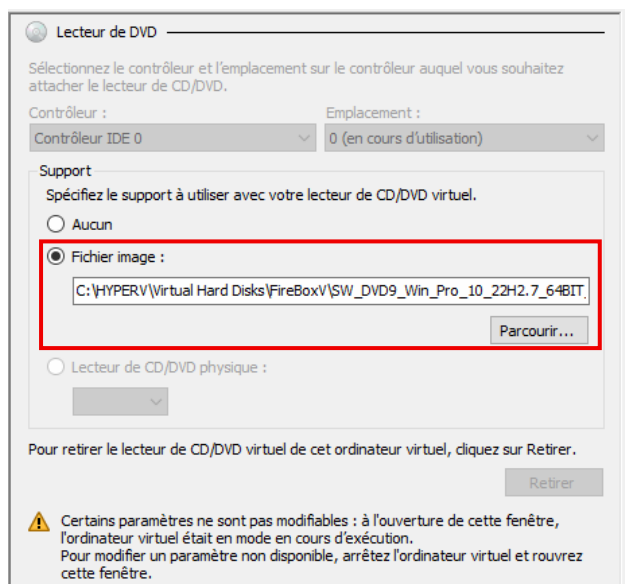 Lecteur de DVD
Sélectionnez le contrôleur et l'emplacement sur le contrôleur auquel vous souhaitez
attacher le lecteur de CD/DVD.
Contrôleur :
Emplacement :
Contrôleur IDE 0
0 (en cours d'utilisation)
Support
Spécifiez le support à utiliser avec votre lecteur de CD/DVD virtuel.
Aucun
Fichier image :
C:\HYPERV\Virtual Hard Disks\FireBoxV\SW_DVD9_Win_Pro_10_22H2.7_64BIT_
Parcourir...
Lecteur de CD/DVD physique :
Pour retirer le lecteur de CD/DVD virtuel de cet ordinateur virtuel, cliquez sur Retirer.
Retirer
Certains paramètres ne sont pas modifiables : à l'ouverture de cette fenêtre,
l'ordinateur virtuel était en mode en cours d'exécution.
Pour modifier un paramètre non disponible, arrêtez l'ordinateur virtuel et rouvrez
cette fenêtre.